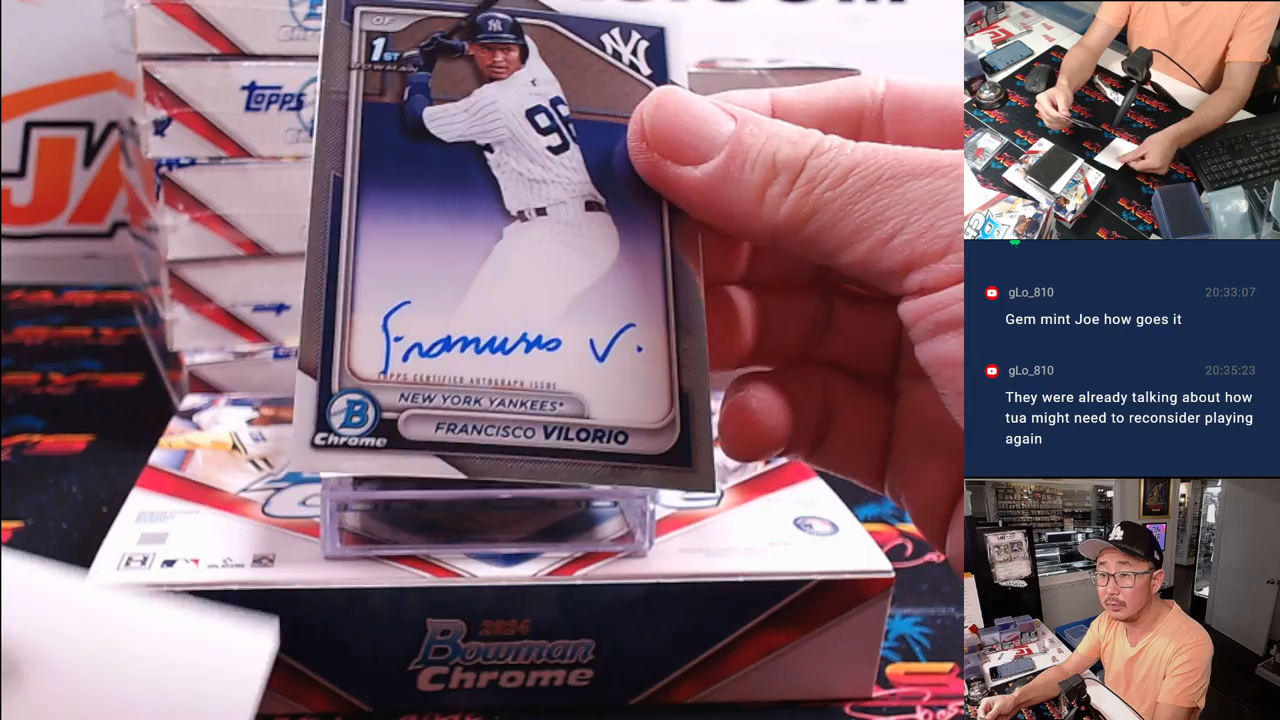 OF
1ST
BOWMAN
NY
96
Francisco V.
TOPPS CERTIFIED AUTOGRAPH ISSUE
NEW YORK YANKEES*
FRANCISCO VILORIO
B
Chrome
TOPPS
JA
2024
Bowman
Chrome
gLo_810 20:33:07
Gem mint Joe how goes it
gLo_810 20:35:23
They were already talking about how
tua might need to reconsider playing
again
LA